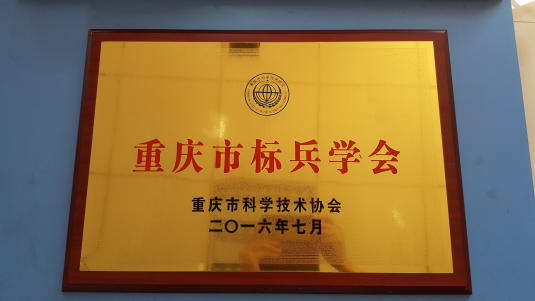 重庆市标兵学会
重庆市科学技术协会
二〇一六年七月